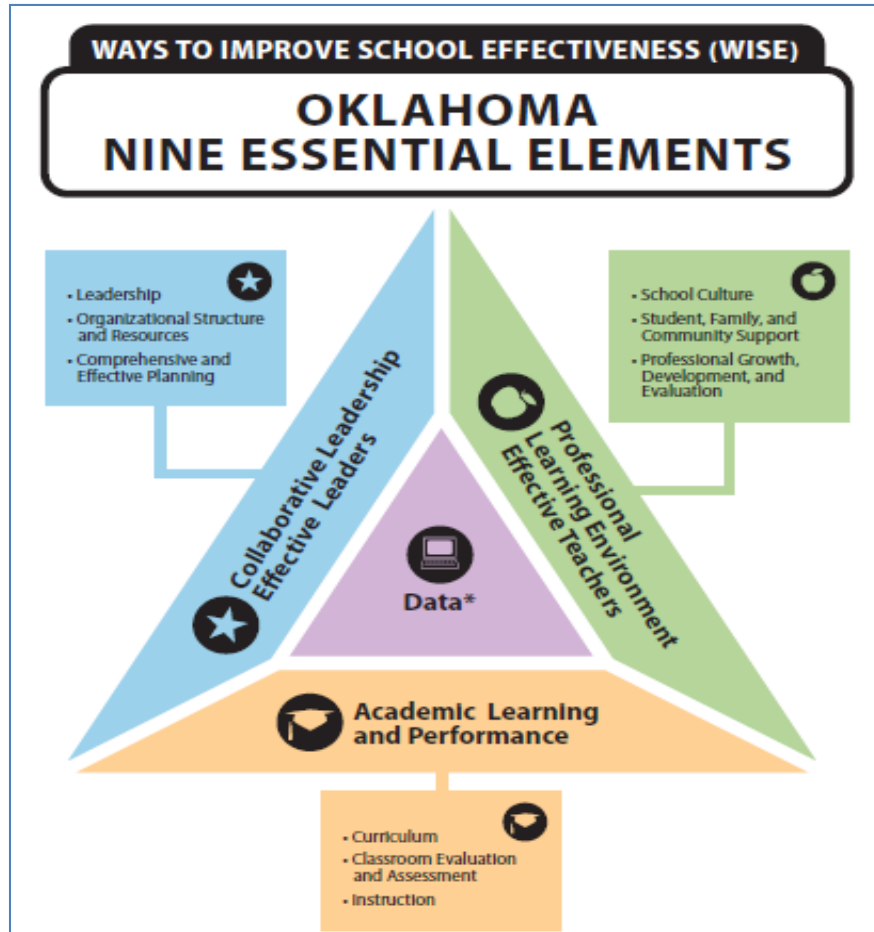 WAYS TO IMPROVE SCHOOL EFFECTIVENESS (WISE)
OKLAHOMA
NINE ESSENTIAL ELEMENTS
• Leadership
• Organizational Structure
and Resources
• Comprehensive and
Effective Planning
• School Culture
• Student, Family, and
Community Support
• Professional Growth,
Development, and
Evaluation
Collaborative Leadership
Effective Leaders
Professional
Learning Environment
Effective Teachers
Data*
Academic Learning
and Performance
• Curriculum
• Classroom Evaluation
and Assessment
• Instruction